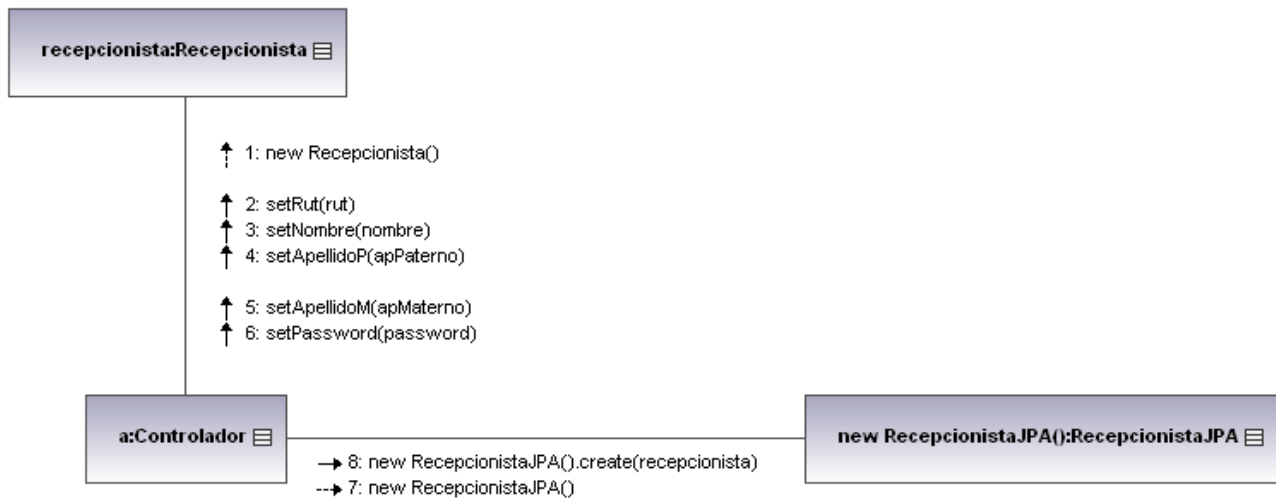 recepcionista:Recepcionista
1: new Recepcionista()
2: setRut(rut)
3: setNombre(nombre)
4: setApellidoP(apPaterno)
5: setApellidoM(apMaterno)
6: setPassword(password)
a:Controlador
new RecepcionistaJPA():RecepcionistaJPA
8: new RecepcionistaJPA().create(recepcionista)
7: new RecepcionistaJPA()